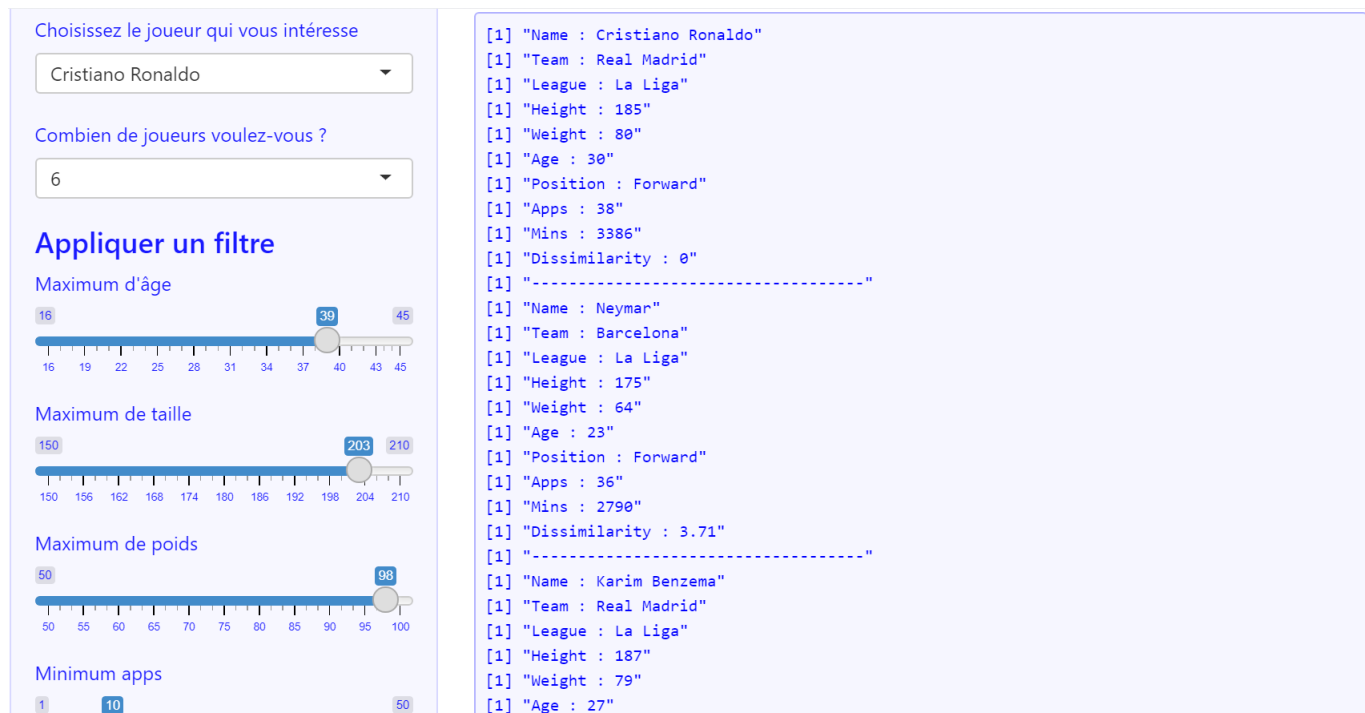 Choisissez le joueur qui vous intéresse
Cristiano Ronaldo
Combien de joueurs voulez-vous ?
6
Appliquer un filtre
Maximum d'âge
16 39 45
16 19 22 25 28 31 34 37 40 43 45
Maximum de taille
150 203 210
150 156 162 168 174 180 186 192 198 204 210
Maximum de poids
50 98
50 55 60 65 70 75 80 85 90 95 100
Minimum apps
1 10 50
[1] "Name : Cristiano Ronaldo"
[1] "Team : Real Madrid"
[1] "League : La Liga"
[1] "Height : 185"
[1] "Weight : 80"
[1] "Age : 30"
[1] "Position : Forward"
[1] "Apps : 38"
[1] "Mins : 3386"
[1] "Dissimilarity : 0"
[1] "------------------------------------"
[1] "Name : Neymar"
[1] "Team : Barcelona"
[1] "League : La Liga"
[1] "Height : 175"
[1] "Weight : 64"
[1] "Age : 23"
[1] "Position : Forward"
[1] "Apps : 36"
[1] "Mins : 2790"
[1] "Dissimilarity : 3.71"
[1] "------------------------------------"
[1] "Name : Karim Benzema"
[1] "Team : Real Madrid"
[1] "League : La Liga"
[1] "Height : 187"
[1] "Weight : 79"
[1] "Age : 27"